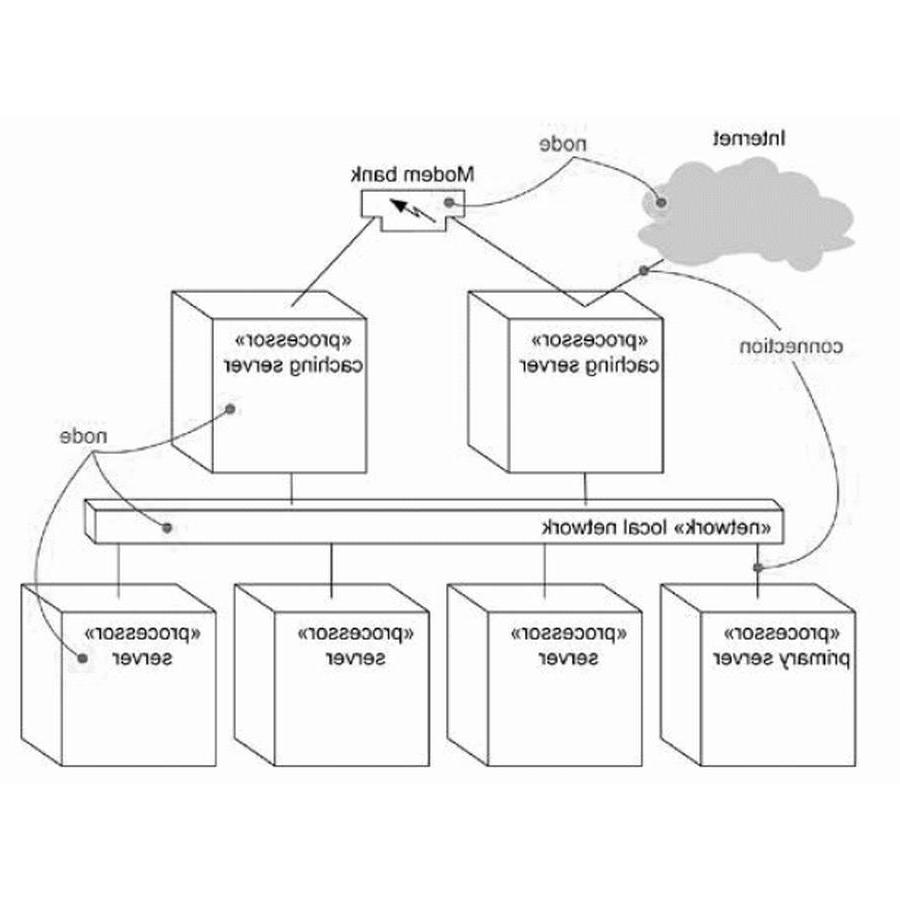 Internet
node
Modem bank
«processor»
caching server
«processor»
caching server
connection
node
«network» local network
«processor»
primary server
«processor»
server
«processor»
server
«processor»
server